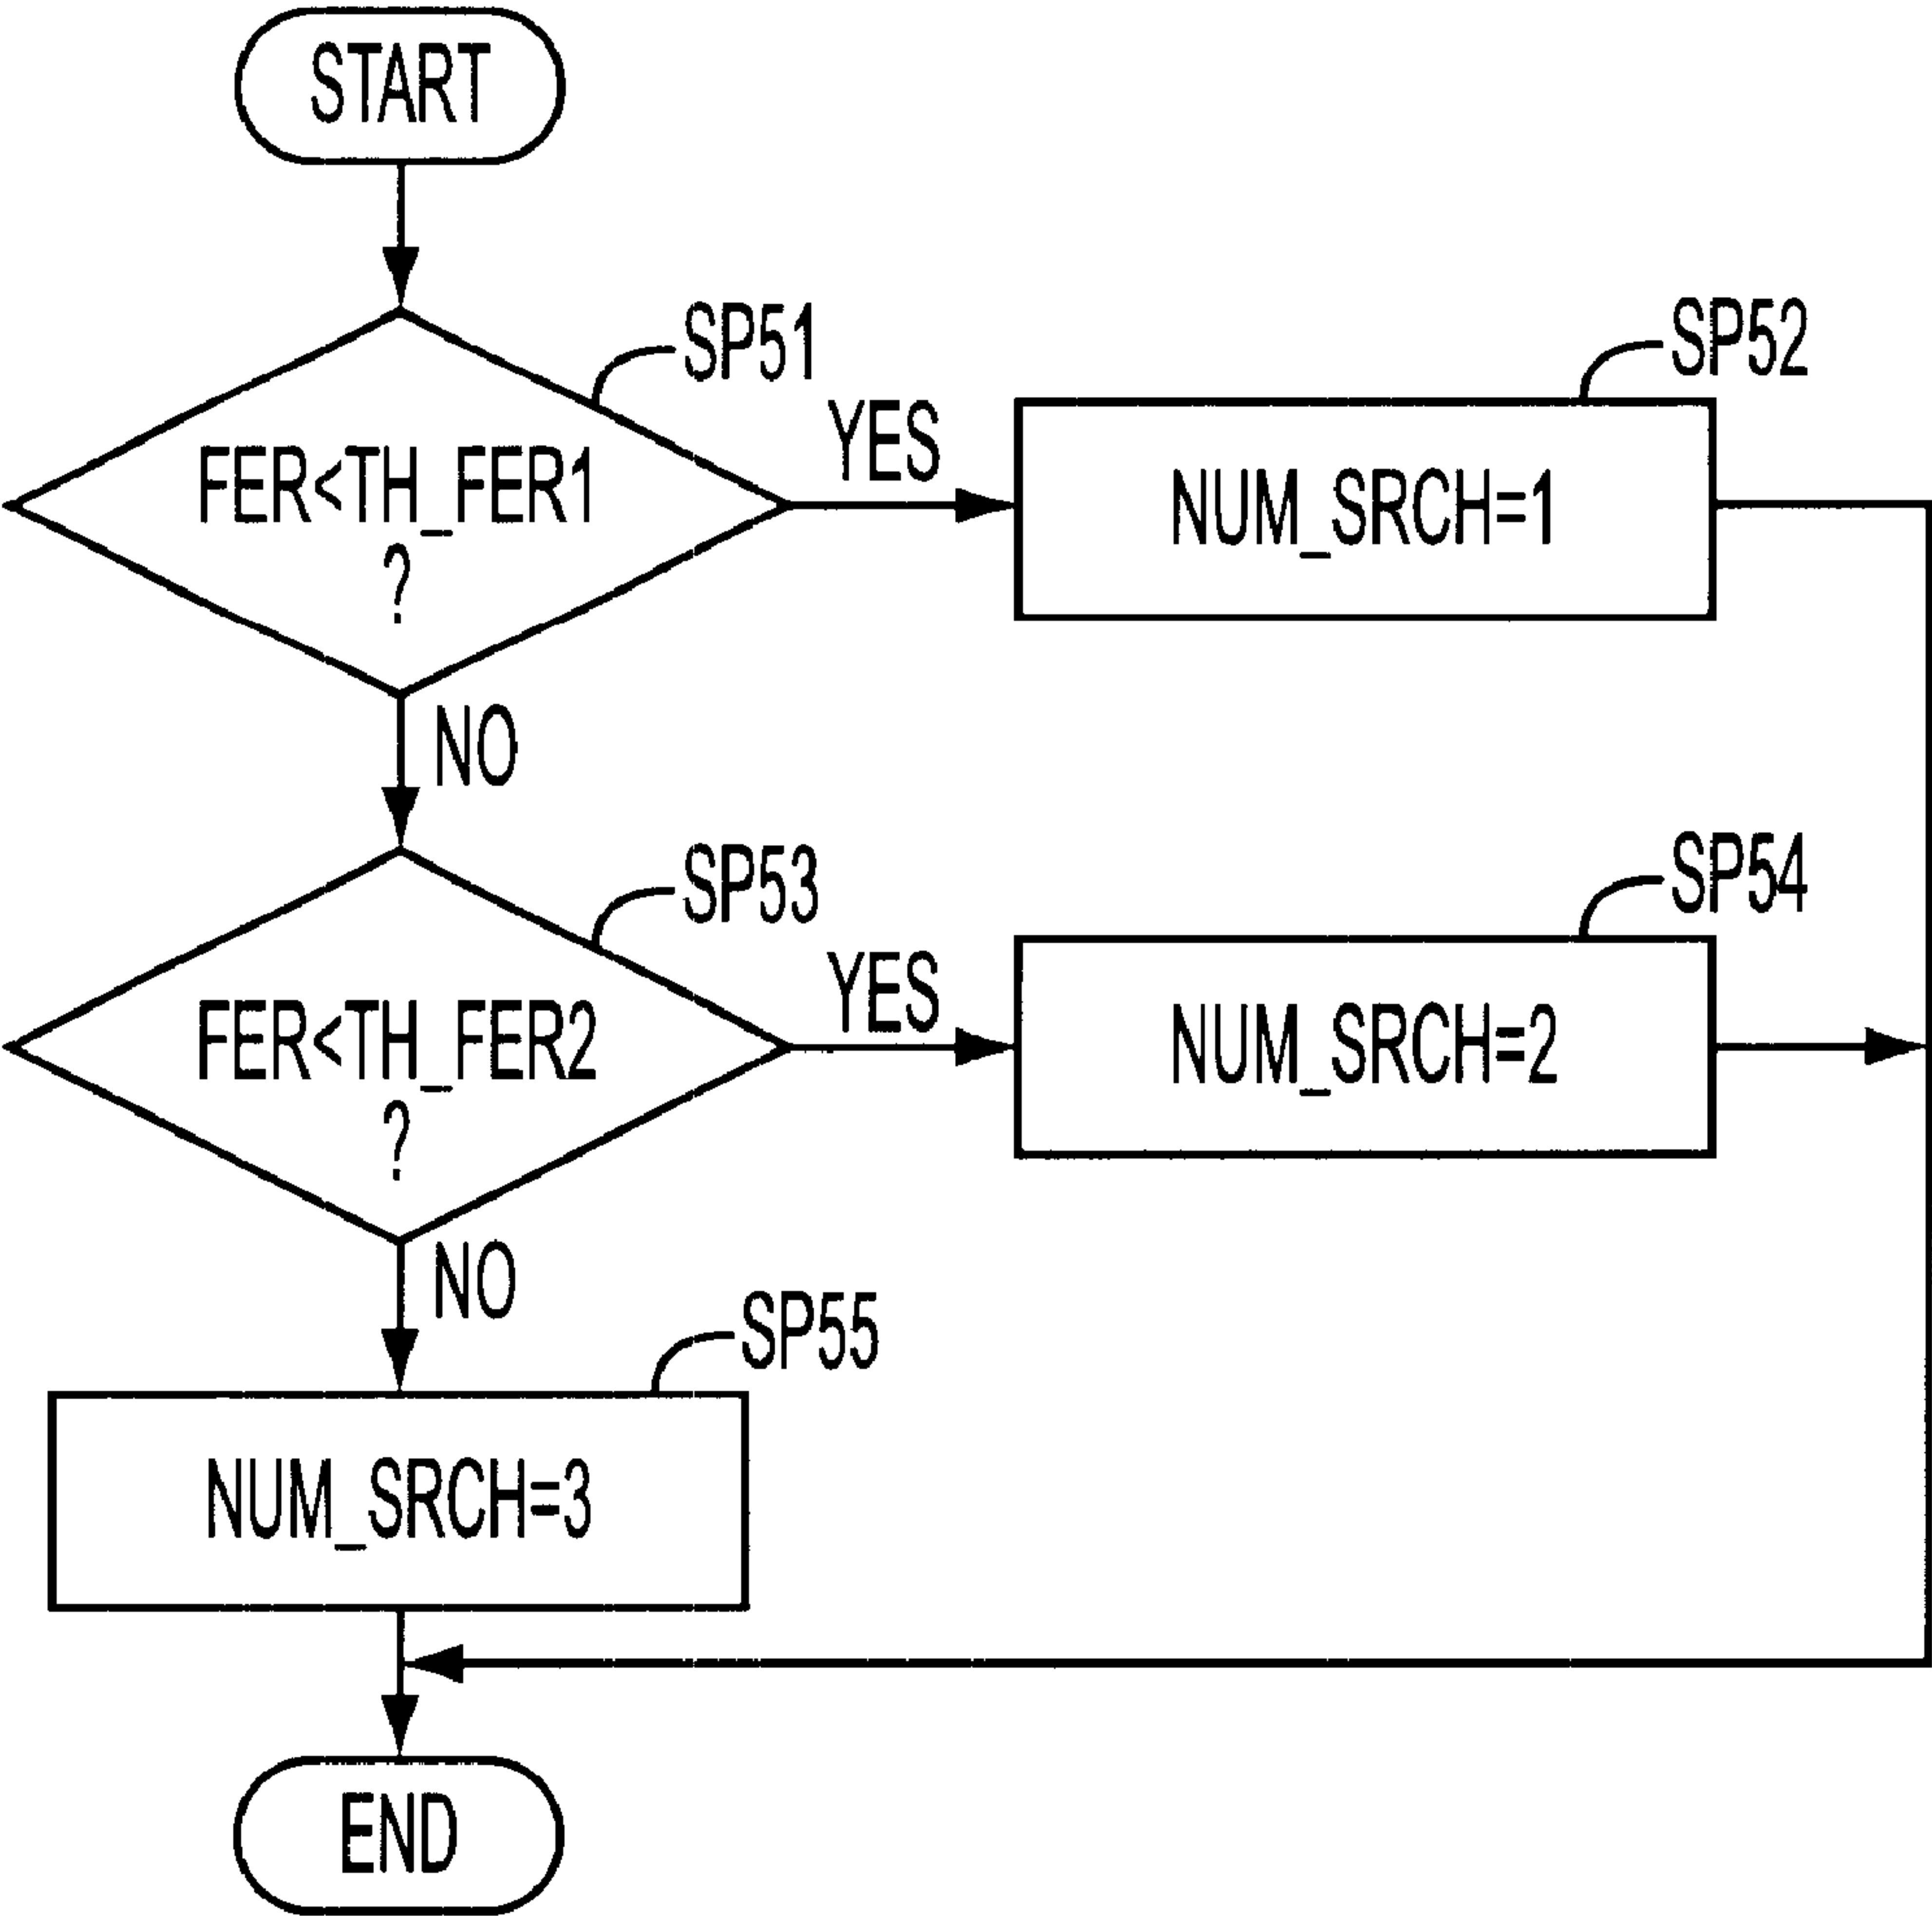 START
SP51
FER<TH_FER1
?
YES
SP52
NUM_SRCH=1
NO
SP53
FER<TH_FER2
?
YES
SP54
NUM_SRCH=2
NO
SP55
NUM_SRCH=3
END